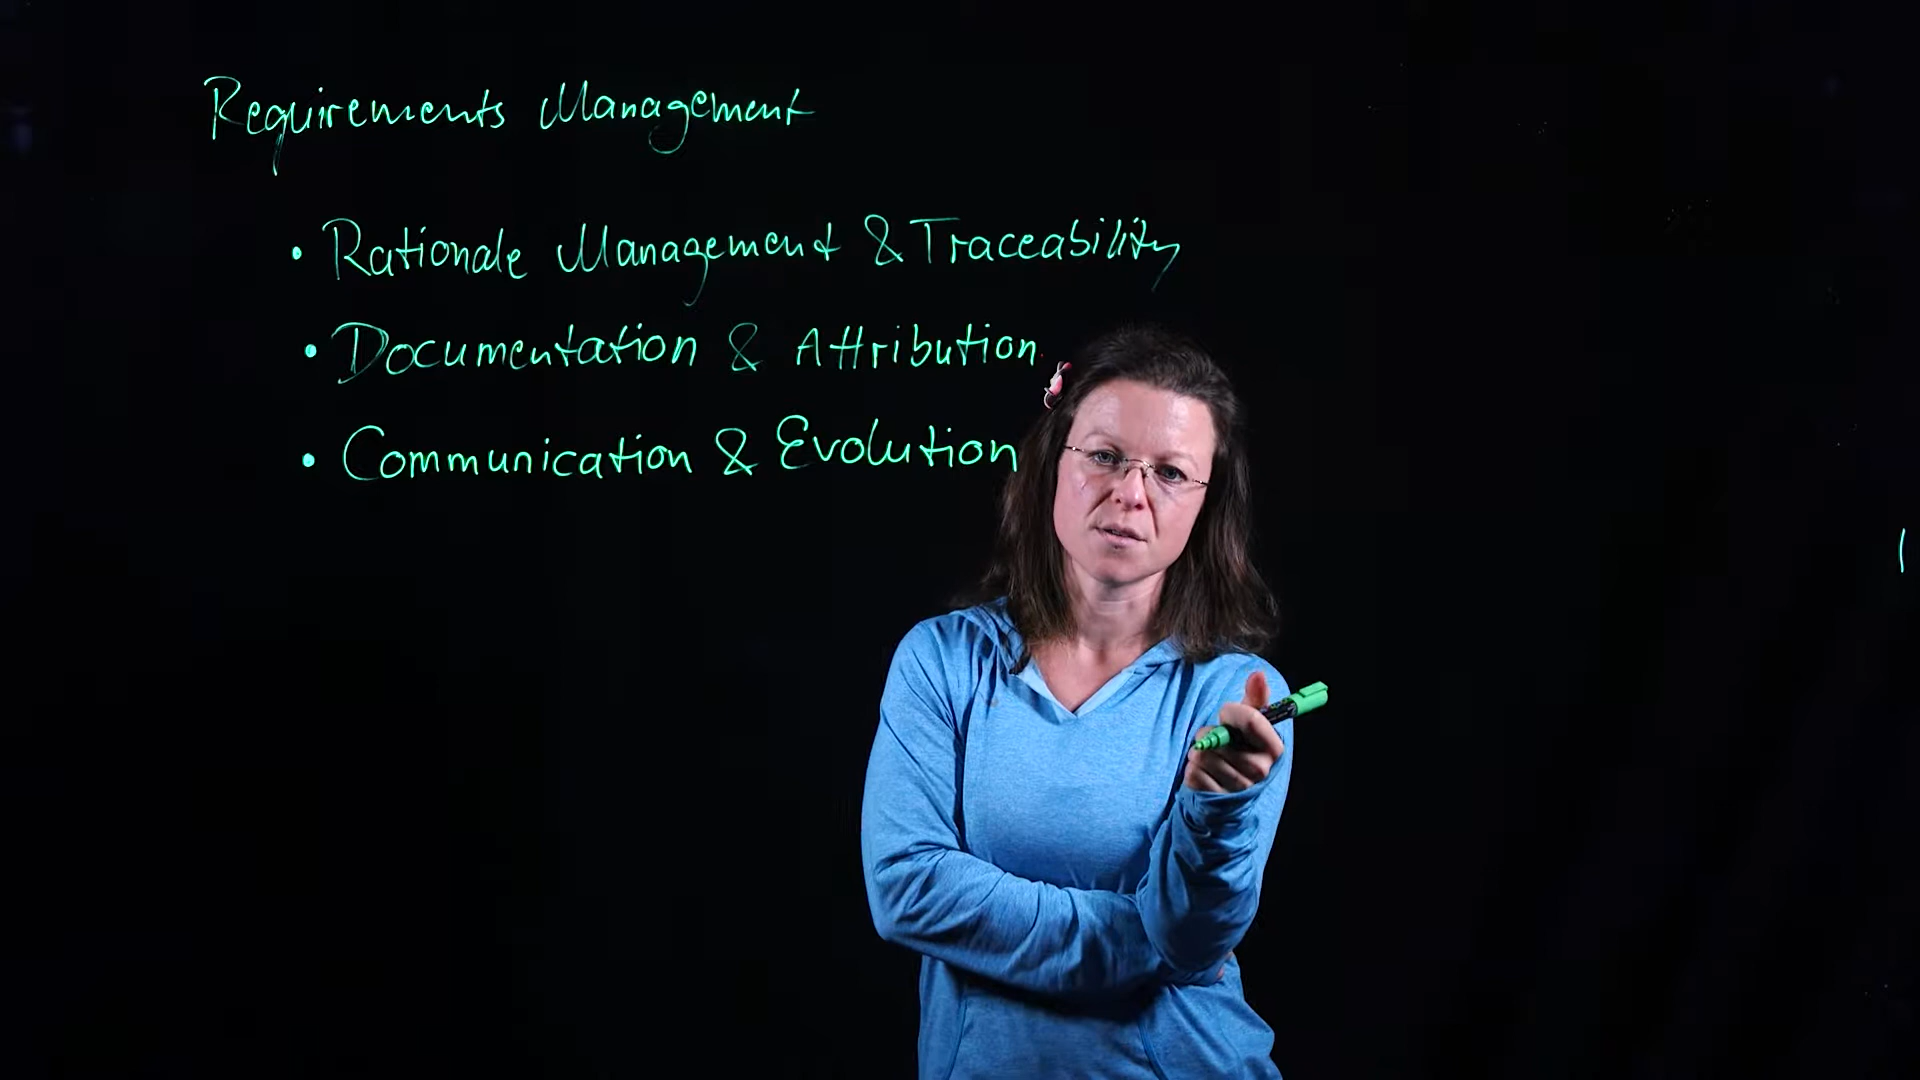 Requirements Management
• Rationale Management & Traceability
• Documentation & Attribution
• Communication & Evolution